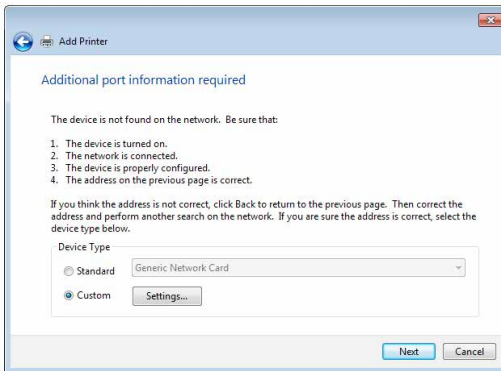 Add Printer
Additional port information required
The device is not found on the network. Be sure that:
1. The device is turned on.
2. The network is connected.
3. The device is properly configured.
4. The address on the previous page is correct.
If you think the address is not correct, click Back to return to the previous page. Then correct the
address and perform another search on the network. If you are sure the address is correct, select the
device type below.
Device Type
Standard
Generic Network Card
Custom
Settings...
Next
Cancel